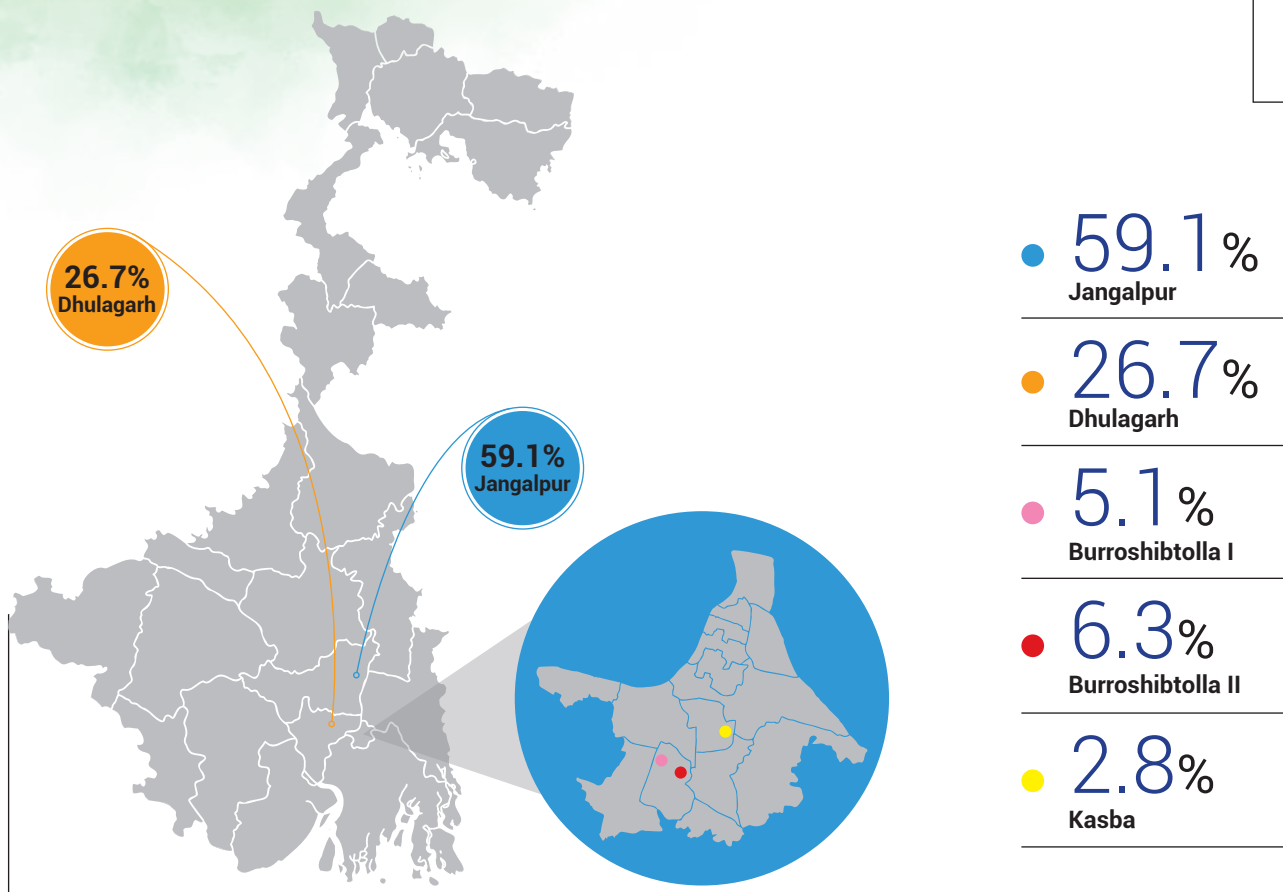 26.7%
Dhulagarh
59.1%
Jangalpur
59.1%
Jangalpur
26.7%
Dhulagarh
5.1%
Burroshibtolla I
6.3%
Burroshibtolla II
2.8%
Kasba